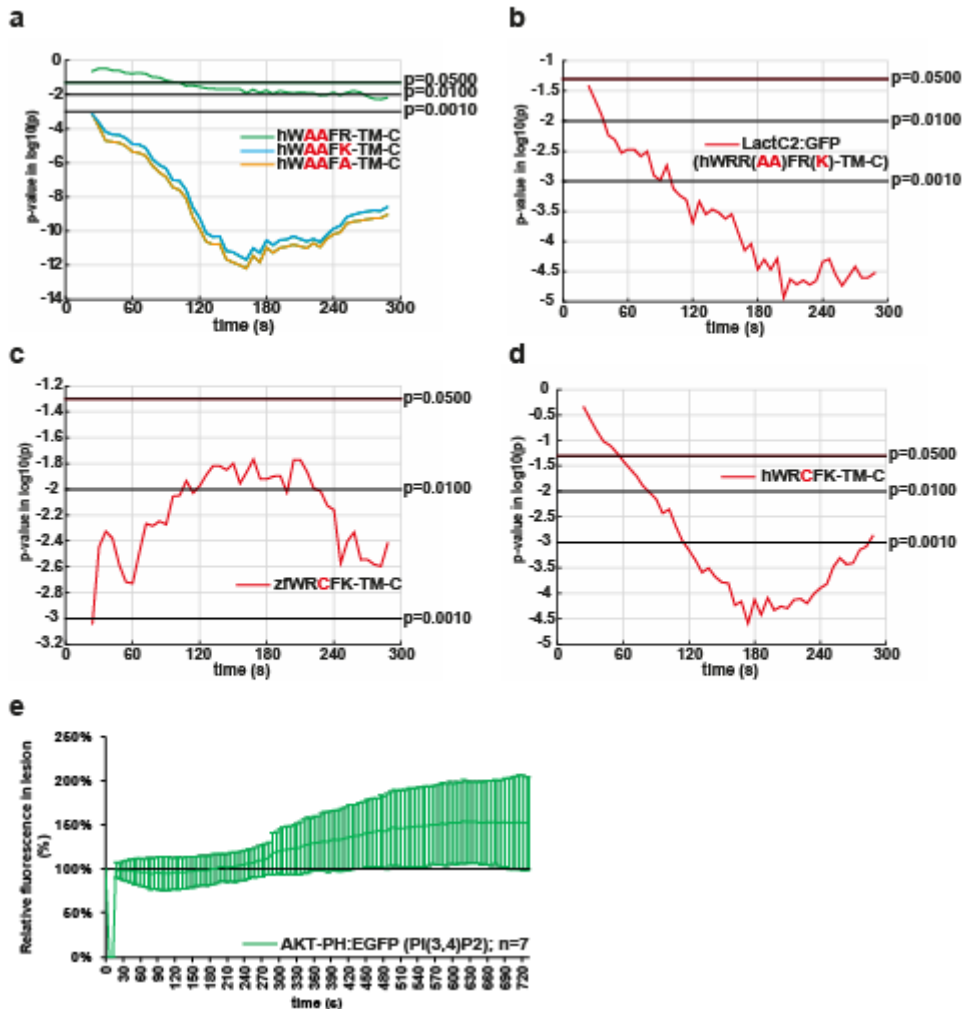 a
p-value in log10(p)
0
-2
-4
-6
-8
-10
-12
-14
p=0.0500
p=0.0100
p=0.0010
hWAAFR-TM-C
hWAAFK-TM-C
hWAAFA-TM-C
0 60 120 180 240 300
time (s)
b
p-value in log10(p)
-1
-1.5
-2
-2.5
-3
-3.5
-4
-4.5
-5
p=0.0500
p=0.0100
LactC2:GFP
(hWRR(AA)FR(K)-TM-C)
p=0.0010
0 60 120 180 240 300
time (s)
c
p-value in log10(p)
-1.2
-1.4
-1.6
-1.8
-2
-2.2
-2.4
-2.6
-2.8
-3
-3.2
p=0.0500
p=0.0100
zfWRCFK-TM-C
p=0.0010
0 60 120 180 240 300
time (s)
d
p-value in log10(p)
0
-0.5
-1
-1.5
-2
-2.5
-3
-3.5
-4
-4.5
-5
p=0.0500
p=0.0100
hWRCFK-TM-C
p=0.0010
0 60 120 180 240 300
time (s)
e
Relative fluorescence in lesion
(%)
250%
200%
150%
100%
50%
0%
AKT-PH:EGFP (PI(3,4)P2); n=7
0 30 60 90 120 150 180 210 240 270 300 330 360 390 420 450 480 510 540 570 600 630 660 690 720
time (s)